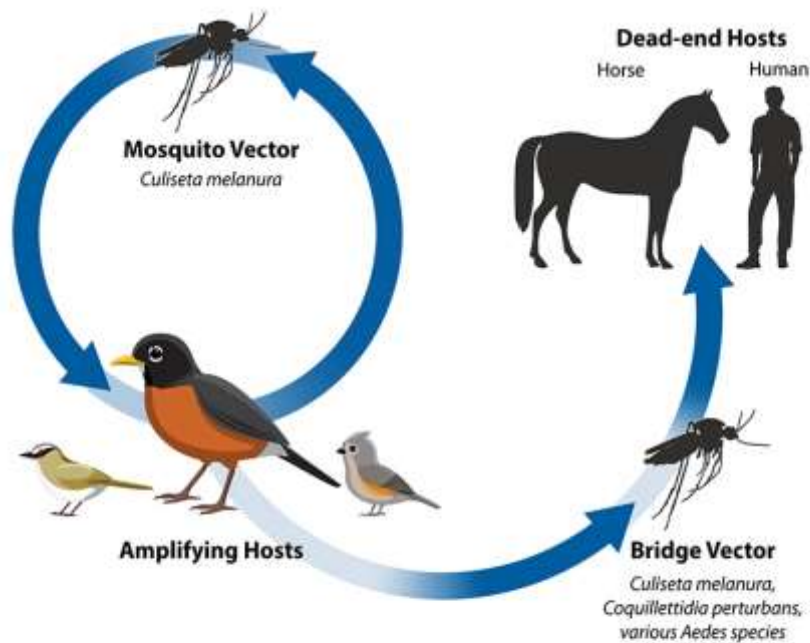 Dead-end Hosts
Horse
Human
Mosquito Vector
Culiseta melanura
Amplifying Hosts
Bridge Vector
Culiseta melanura,
Coquillettidia perturbans,
various Aedes species